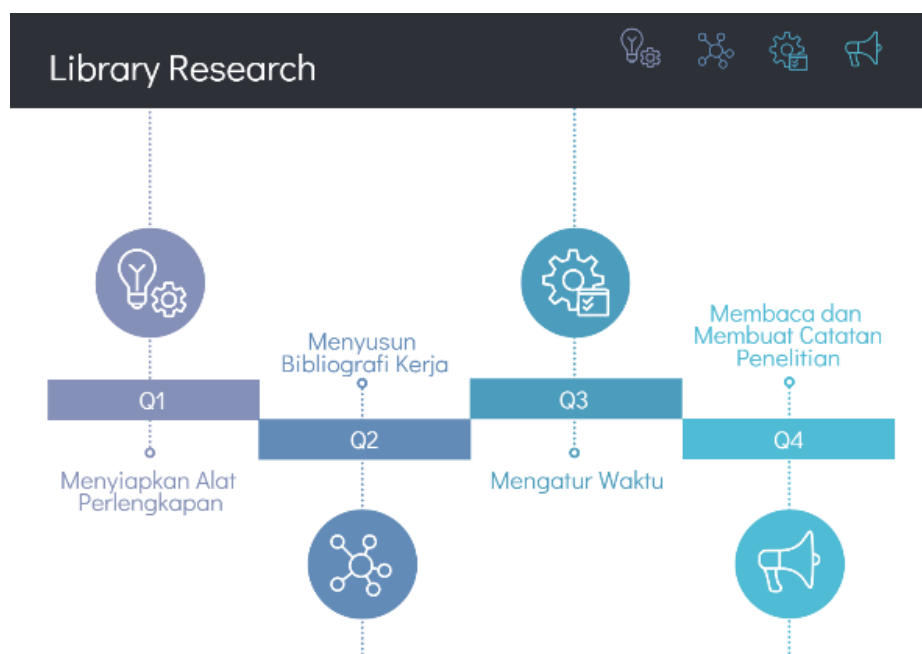 Library Research
Q1
Menyiapkan Alat
Perlengkapan
Menyusun
Bibliografi Kerja
Q2
Q3
Mengatur Waktu
Membaca dan
Membuat Catatan
Penelitian
Q4